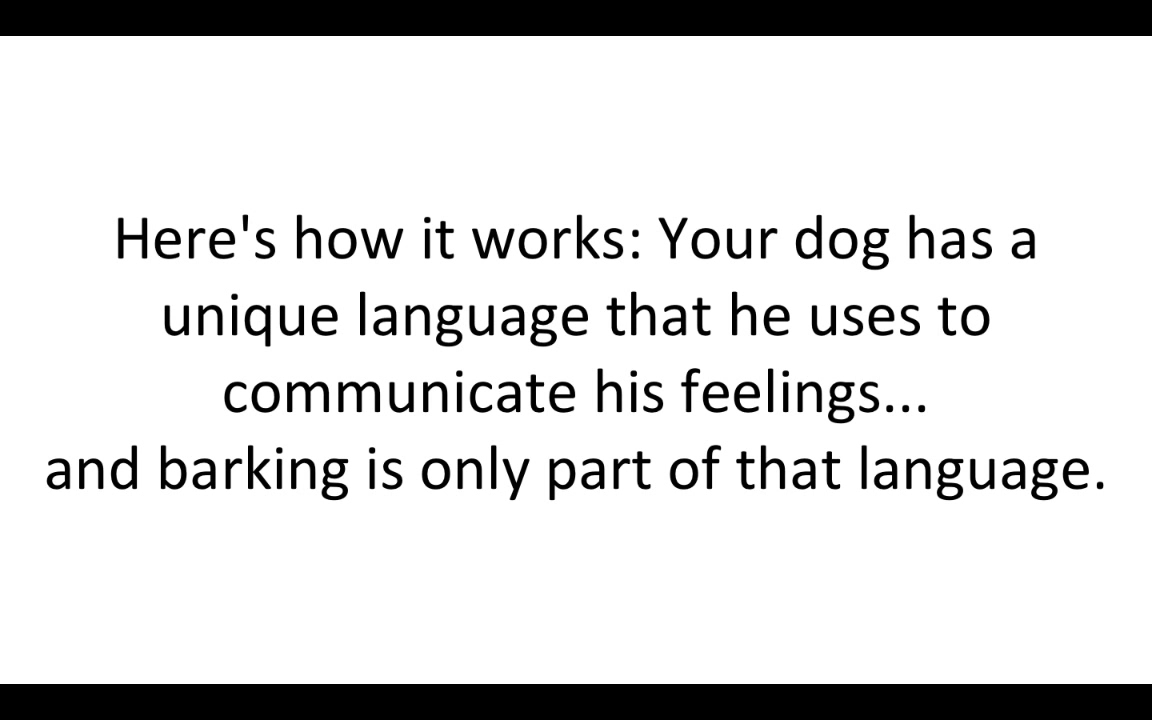 Here's how it works: Your dog has a
unique language that he uses to
communicate his feelings...
and barking is only part of that language.